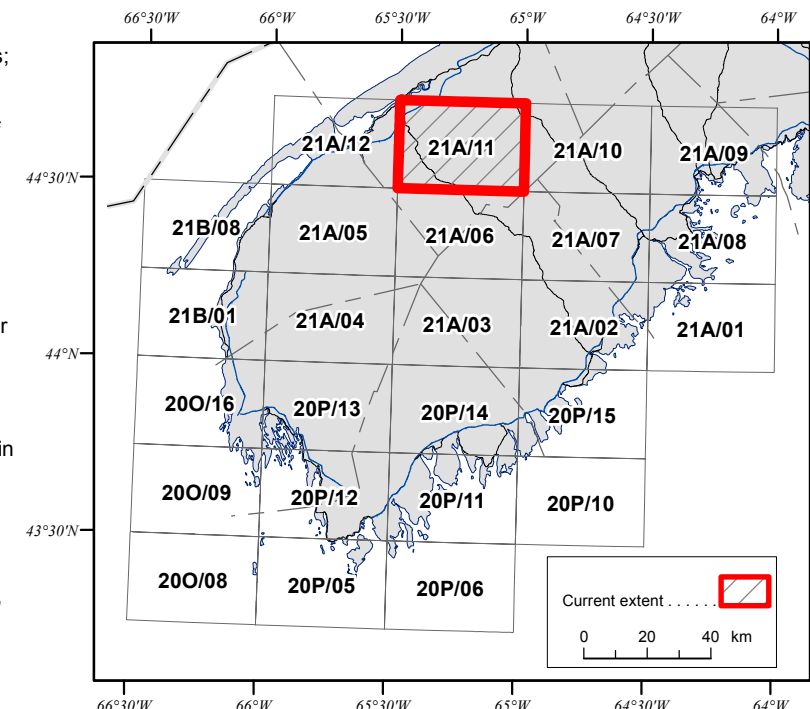 66°30'W 66°W 65°30'W 65°W 64°30'W 64°W
s;
21A/12 21A/11 21A/10 21A/09
44°30'N
21B/08 21A/05 21A/06 21A/07 21A/08
21B/01 21A/04 21A/03 21A/02 21A/01
r
44°N
20O/16 20P/13 20P/14 20P/15
in
20O/09 20P/12 20P/11 20P/10
43°30'N
20O/08 20P/05 20P/06
Current extent . . . . . .
0 20 40 km
66°30'W 66°W 65°30'W 65°W 64°30'W 64°W